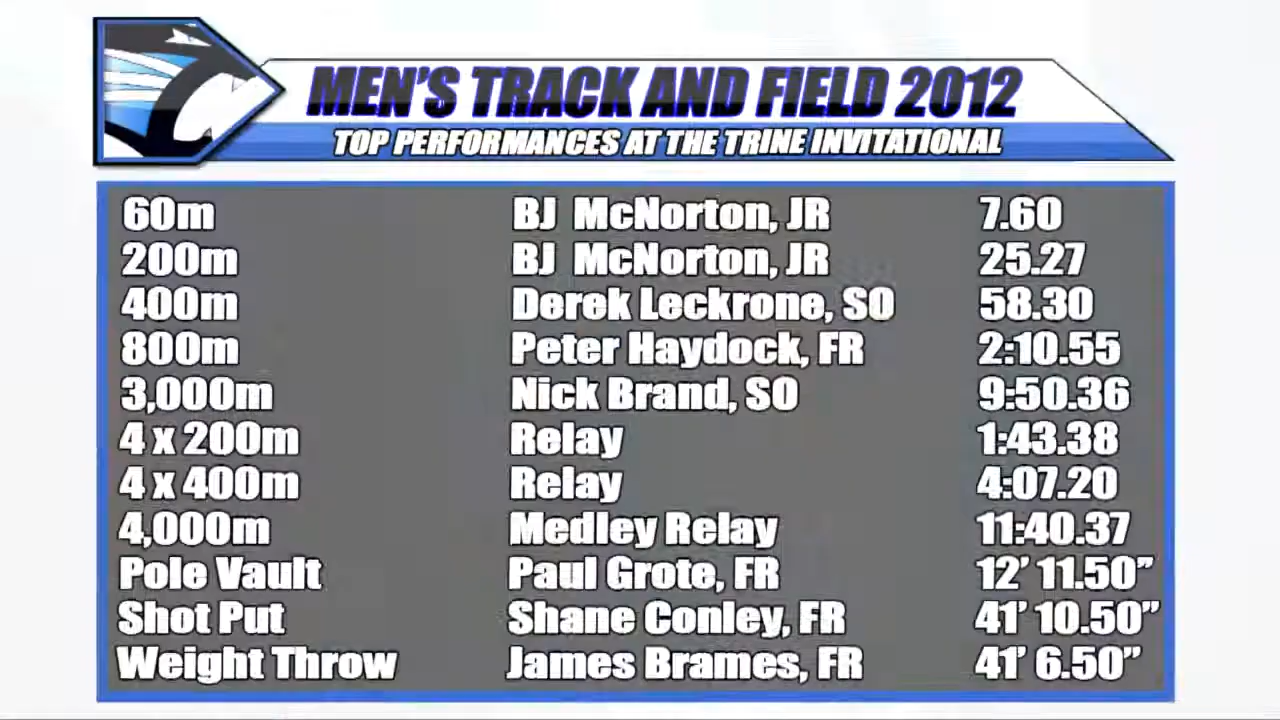 MEN'S TRACK AND FIELD 2012
TOP PERFORMANCES AT THE TRINE INVITATIONAL
60m BJ McNorton, JR 7.60
200m BJ McNorton, JR 25.27
400m Derek Leckrone, SO 58.30
800m Peter Haydock, FR 2:10.55
3,000m Nick Brand, SO 9:50.36
4 x 200m Relay 1:43.38
4 x 400m Relay 4:07.20
4,000m Medley Relay 11:40.37
Pole Vault Paul Grote, FR 12’ 11.50”
Shot Put Shane Conley, FR 41’ 10.50”
Weight Throw James Brames, FR 41’ 6.50”